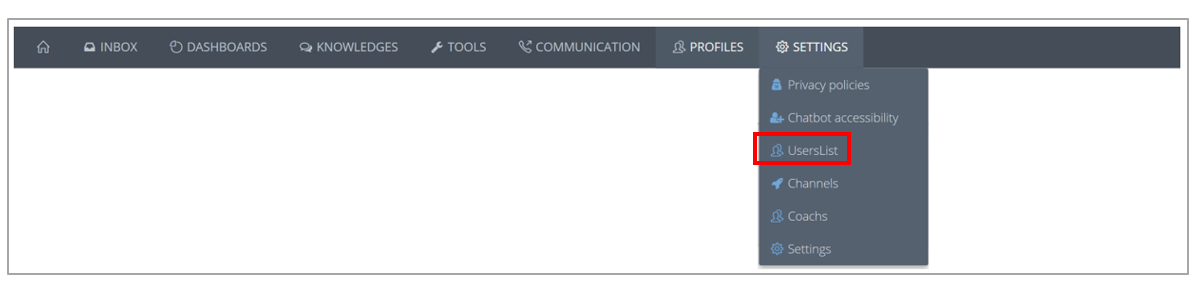 INBOX DASHBOARDS KNOWLEDGES TOOLS COMMUNICATION PROFILES SETTINGS
Privacy policies
Chatbot accessibility
UsersList
Channels
Coachs
Settings